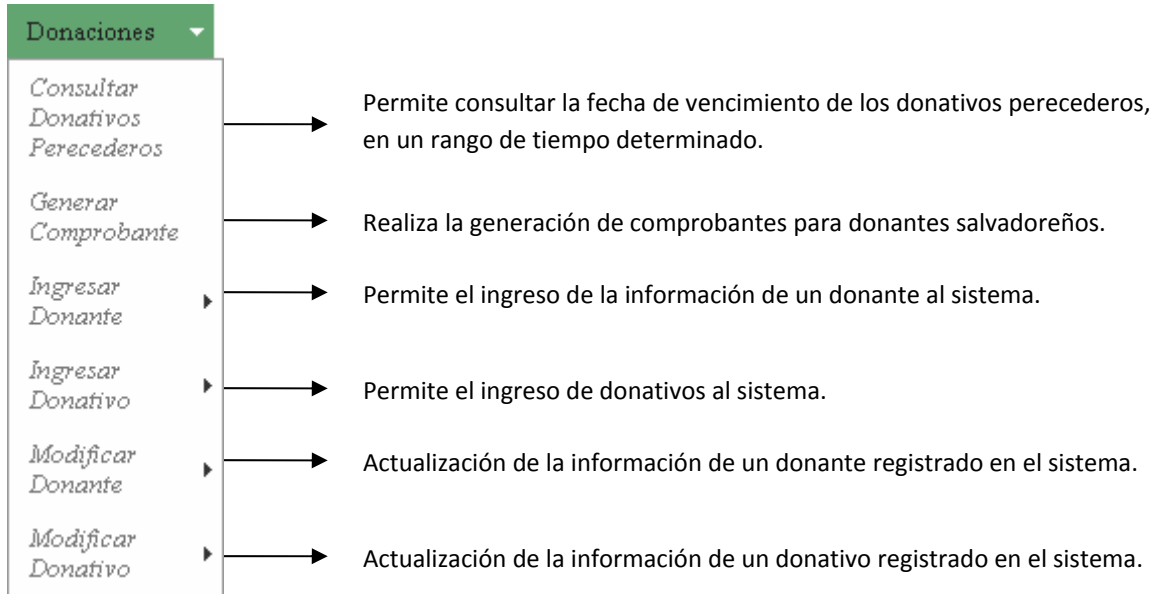 Donaciones
Consultar
Donativos
Perecederos
Permite consultar la fecha de vencimiento de los donativos perecederos,
en un rango de tiempo determinado.
Generar
Comprobante
Realiza la generación de comprobantes para donantes salvadoreños.
Ingresar
Donante
Permite el ingreso de la información de un donante al sistema.
Ingresar
Donativo
Permite el ingreso de donativos al sistema.
Modificar
Donante
Actualización de la información de un donante registrado en el sistema.
Modificar
Donativo
Actualización de la información de un donativo registrado en el sistema.